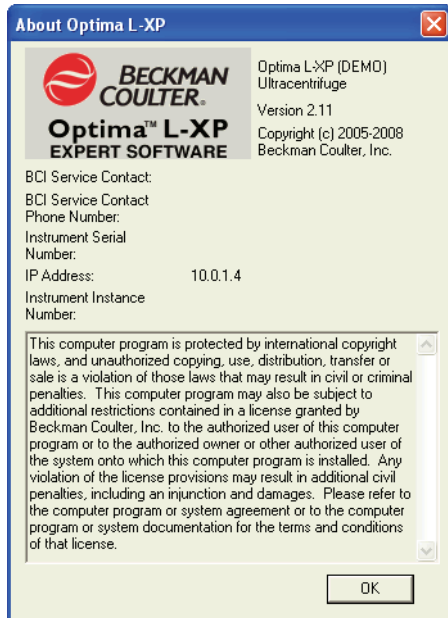 About Optima L-XP
BECKMAN
COULTER®
Optima™ L-XP
EXPERT SOFTWARE
Optima L-XP (DEMO)
Ultracentrifuge
Version 2.11
Copyright (c) 2005-2008
Beckman Coulter, Inc.
BCI Service Contact:
BCI Service Contact
Phone Number:
Instrument Serial
Number:
IP Address: 10.0.1.4
Instrument Instance
Number:
This computer program is protected by international copyright
laws, and unauthorized copying, use, distribution, transfer or
sale is a violation of those laws that may result in civil or criminal
penalties.  This computer program may also be subject to
additional restrictions contained in a license granted by
Beckman Coulter, Inc. to the authorized user of this computer
program or to the authorized owner or other authorized user of
the system onto which this computer program is installed.  Any
violation of the license provisions may result in additional civil
penalties, including an injunction and damages.  Please refer to
the computer program or system agreement or to the computer
program or system documentation for the terms and conditions
of that license.
OK